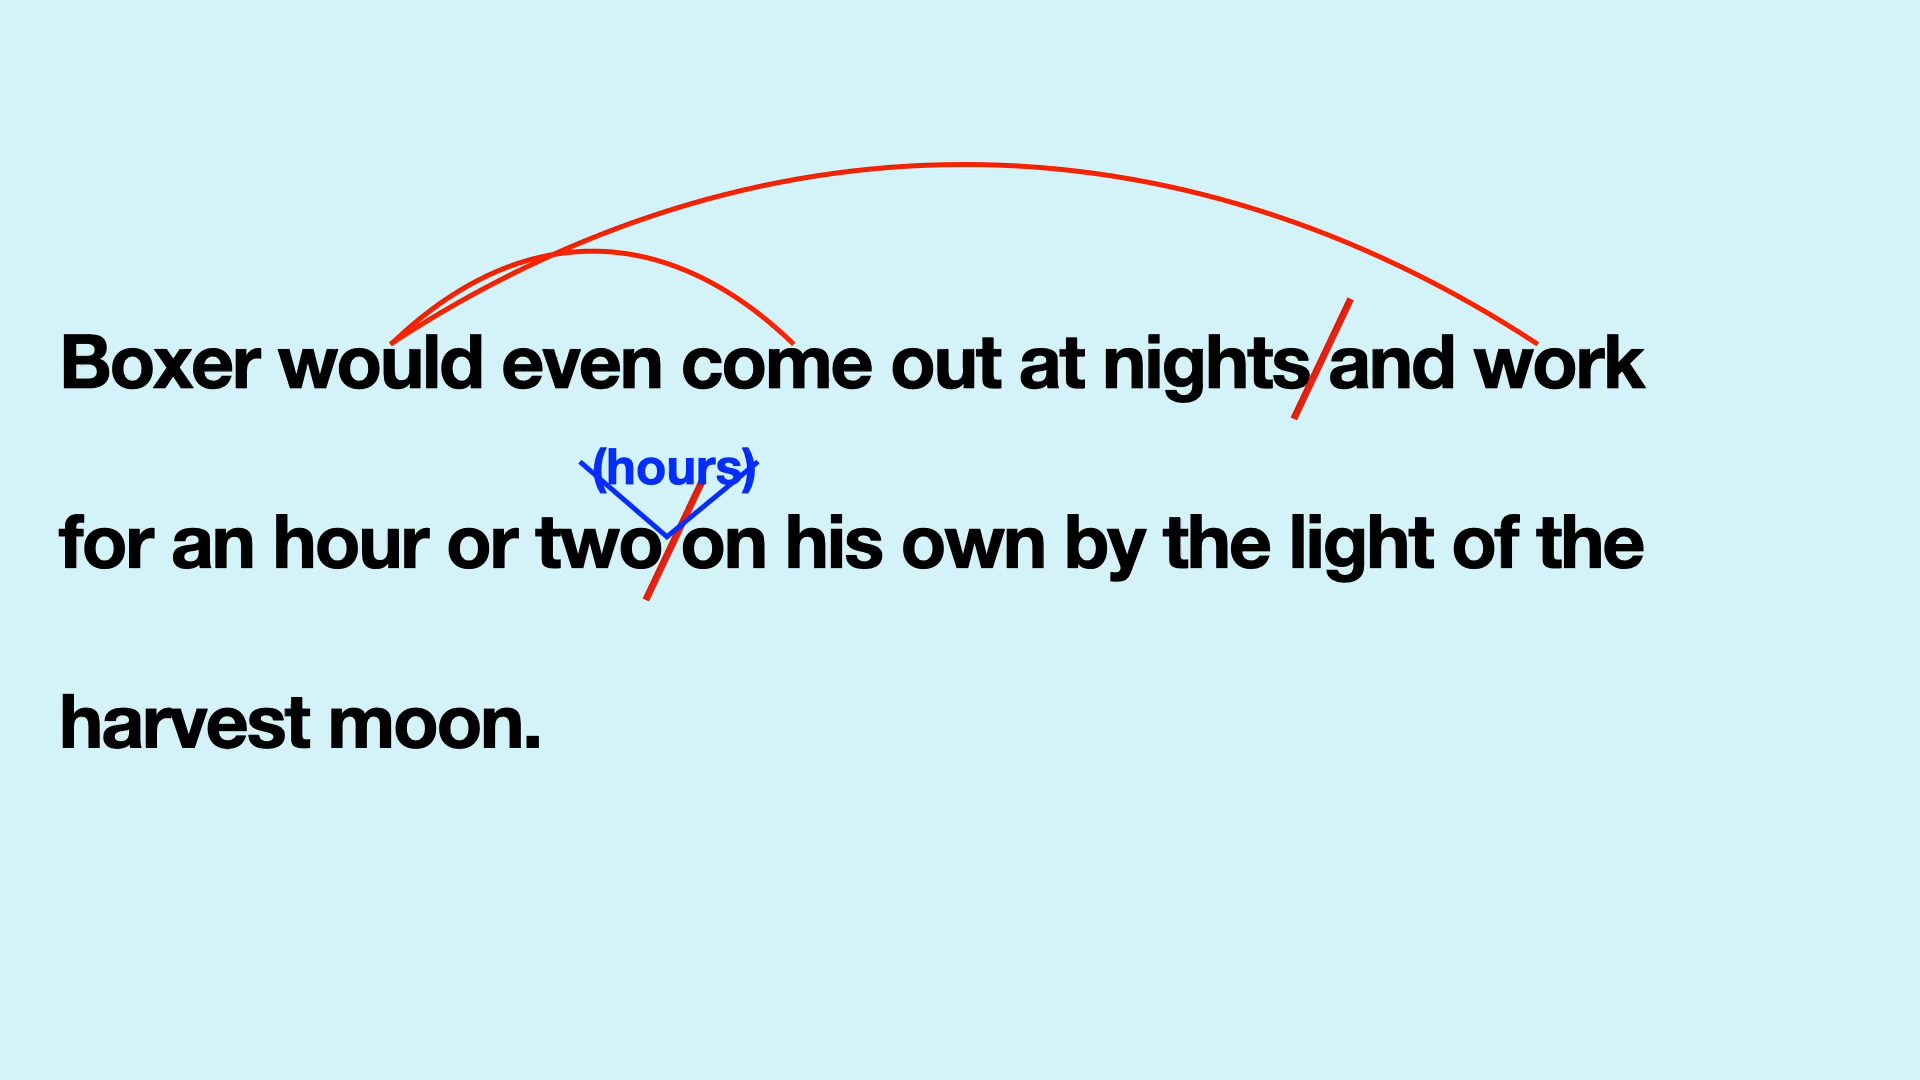 Boxer would even come out at nights and work
(hours)
for an hour or two on his own by the light of the
harvest moon.